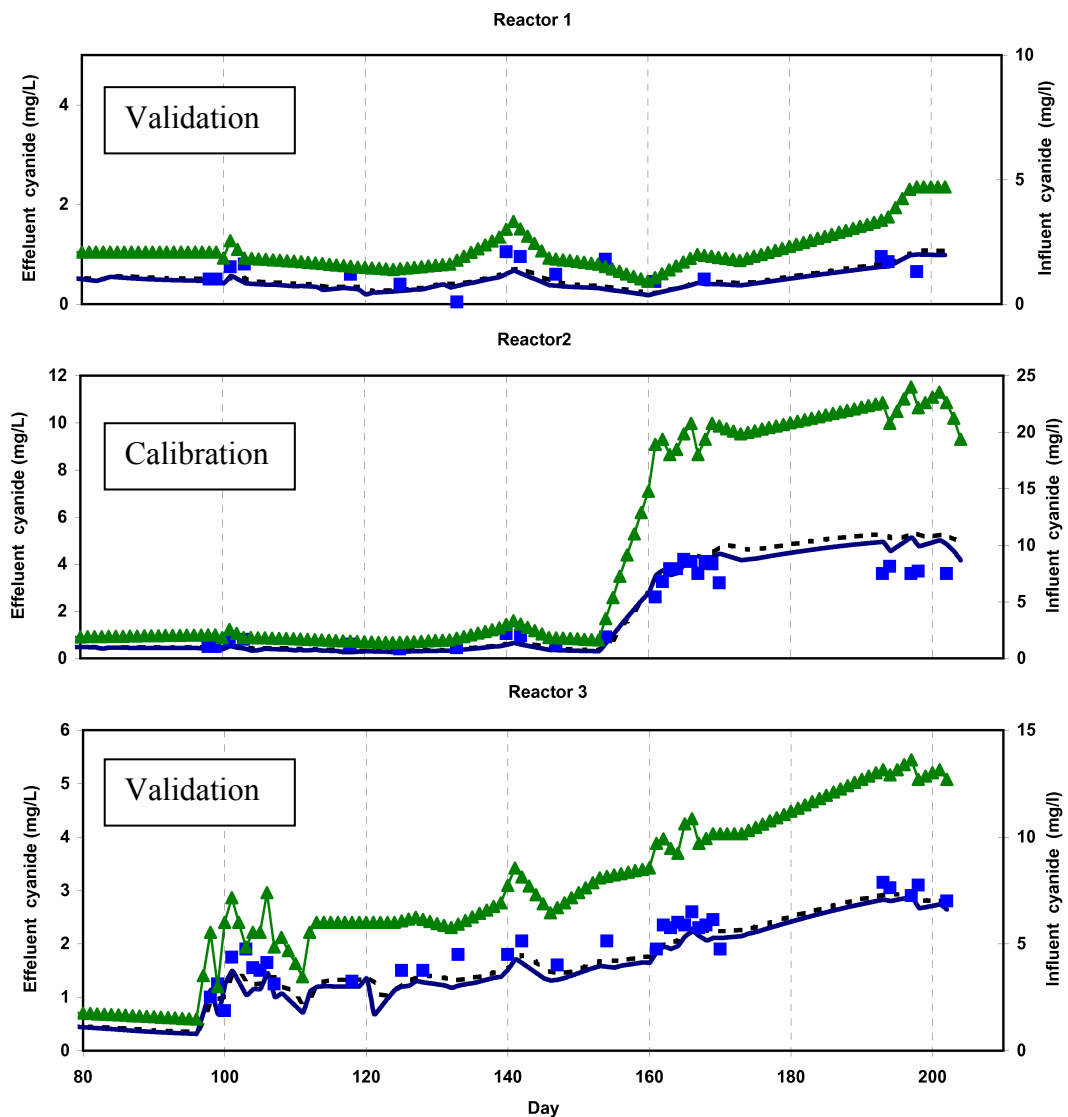 Reactor 1
Effeluent cyanide (mg/L)
4
2
0
Validation
10
5
0
Influent cyanide (mg/l)
Reactor2
Effeluent cyanide (mg/L)
12
10
8
6
4
2
0
Calibration
25
20
15
10
5
0
Influent cyanide (mg/l)
Reactor 3
Effeluent cyanide (mg/L)
6
5
4
3
2
1
0
Validation
15
10
5
0
Influent cyanide (mg/l)
80 100 120 140 160 180 200
Day